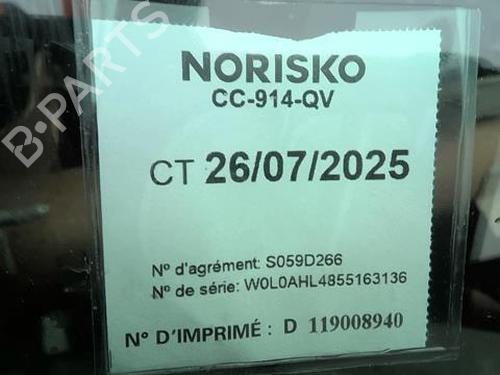 B-PARTS
NORISKO
CC-914-QV
CT 26/07/2025
N° d'agrément: S059D266
N° de série: W0L0AHL4855163136
N° D'IMPRIMÉ : D 119008940